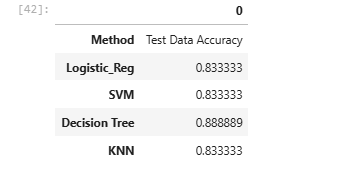 [42]:
0
Method Test Data Accuracy
Logistic_Reg 0.833333
SVM 0.833333
Decision Tree 0.888889
KNN 0.833333